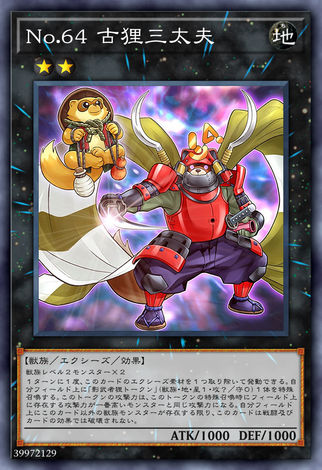 No.64 古狸三太夫
地
[獣族/エクシーズ/効果]
獣族レベル2モンスター×2
1ターンに1度、このカードのエクシーズ素材を1つ取り除いて発動できる。自
分フィールド上に「影武者狸トークン」(獣族・地・星1・攻?/守0)1体を特殊
召喚する。このトークンの攻撃力は、このトークンの特殊召喚時にフィールド上
に存在する攻撃力が一番高いモンスターと同じ攻撃力になる。自分フィールド
上にこのカード以外の獣族モンスターが存在する限り、このカードは戦闘及び
カードの効果では破壊されない。
ATK/1000 DEF/1000
39972129